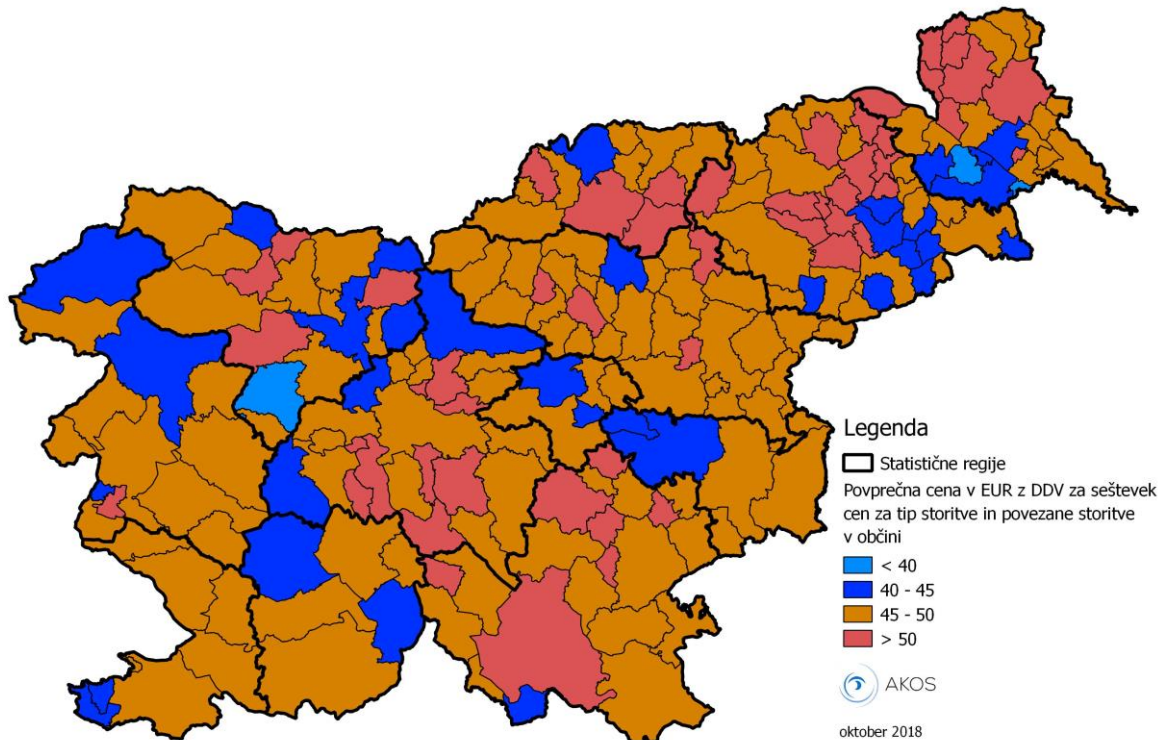 Legenda
Statistične regije
Povprečna cena v EUR z DDV za seštevek
cen za tip storitve in povezane storitve
v občini
< 40
40 - 45
45 - 50
> 50
AKOS
oktober 2018